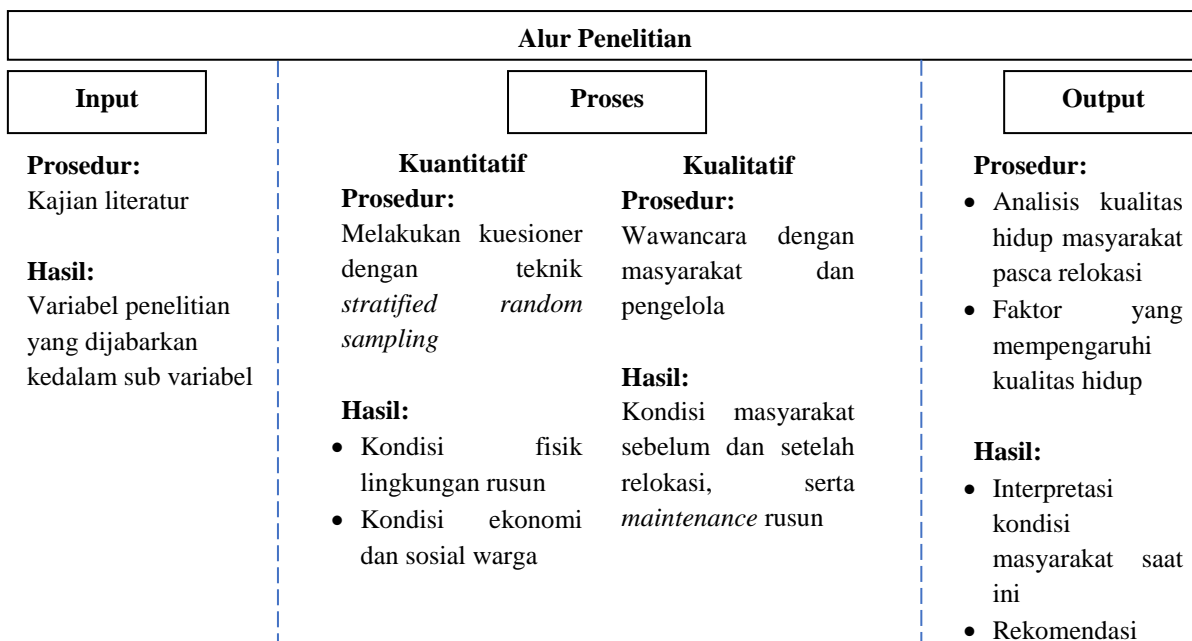 Alur Penelitian
Input
Prosedur:
Kajian literatur
Hasil:
Variabel penelitian
yang dijabarkan
kedalam sub variabel
Proses
Kuantitatif
Prosedur:
Melakukan kuesioner
dengan teknik
stratified random
sampling
Hasil:
• Kondisi fisik
lingkungan rusun
• Kondisi ekonomi
dan sosial warga
Kualitatif
Prosedur:
Wawancara dengan
masyarakat dan
pengelola
Hasil:
Kondisi masyarakat
sebelum dan setelah
relokasi, serta
maintenance rusun
Output
Prosedur:
• Analisis kualitas
hidup masyarakat
pasca relokasi
• Faktor yang
mempengaruhi
kualitas hidup
Hasil:
• Interpretasi
kondisi
masyarakat saat
ini
• Rekomendasi